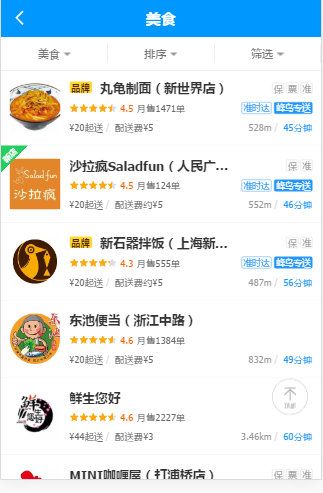 美食
美食 排序 筛选
品牌 丸龟制面（新世界店） 保 票 准
4.5 月售1471单 准时达 蜂鸟专送
¥20起送 / 配送费¥5 528m / 45分钟
新店
Salad fun
沙拉疯
沙拉疯Saladfun（人民广... 保 准
4.5 月售124单 准时达 蜂鸟专送
¥20起送 / 配送费约¥5 552m / 46分钟
品牌 新石器拌饭（上海新... 保 准
4.3 月售555单 准时达 蜂鸟专送
¥20起送 / 配送费约¥5 487m / 56分钟
东池便当（浙江中路）
4.6 月售1384单
¥20起送 / 配送费约¥5 832m / 49分钟
鲜生您好
4.6 月售2227单 顶部
¥44起送 / 配送费¥3 3.46km / 60分钟
MINI咖喱屋（打浦桥店） 保 票 准